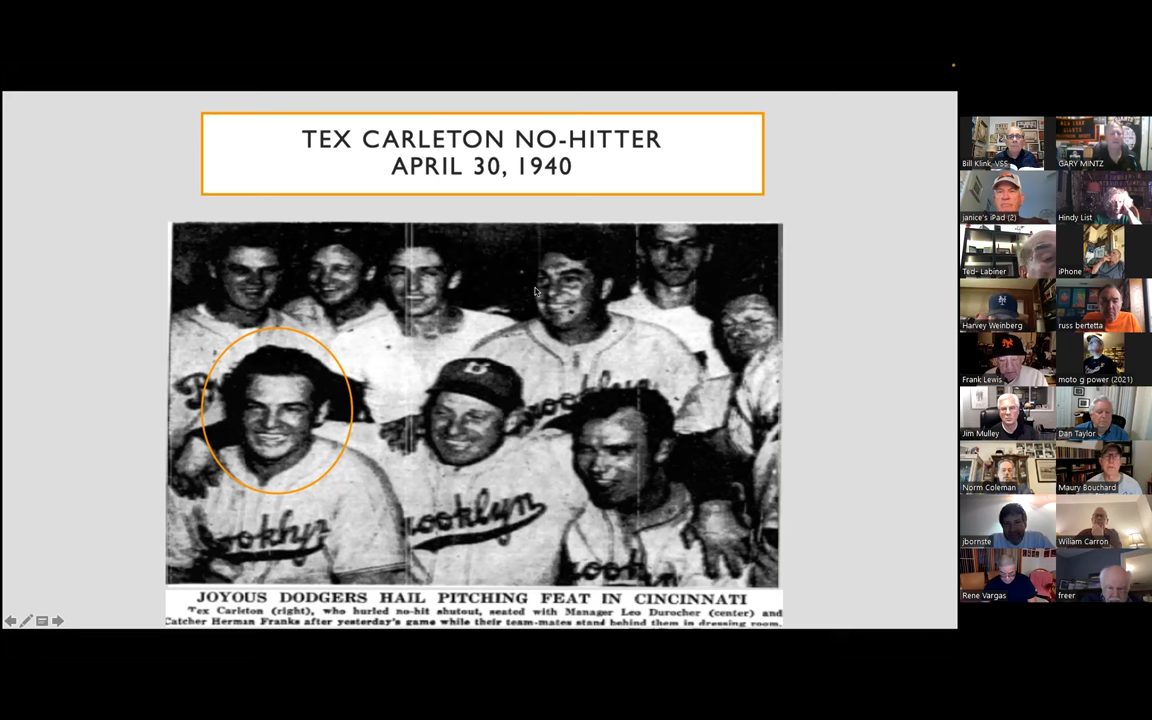 TEX CARLETON NO-HITTER
APRIL 30, 1940
Brooklyn
ooklyn
rooklyn
JOYOUS DODGERS HAIL PITCHING FEAT IN CINCINNATI
Tex Carleton (right), who hurled no-hit shutout, seated with Manager Leo Durocher (center) and
Catcher Herman Franks after yesterday's game while their team-mates stand behind them in dressing room.
Bill Klink, VSS
GARY MINTZ
janice's iPad (2)
Hindy List
Ted- Labiner
iPhone
Harvey Weinberg
russ bertetta
Frank Lewis
moto g power (2021)
Jim Mulley
Dan Taylor
Norm Coleman
Maury Bouchard
jbornste
Wiliam Carron
Rene Vargas
freer